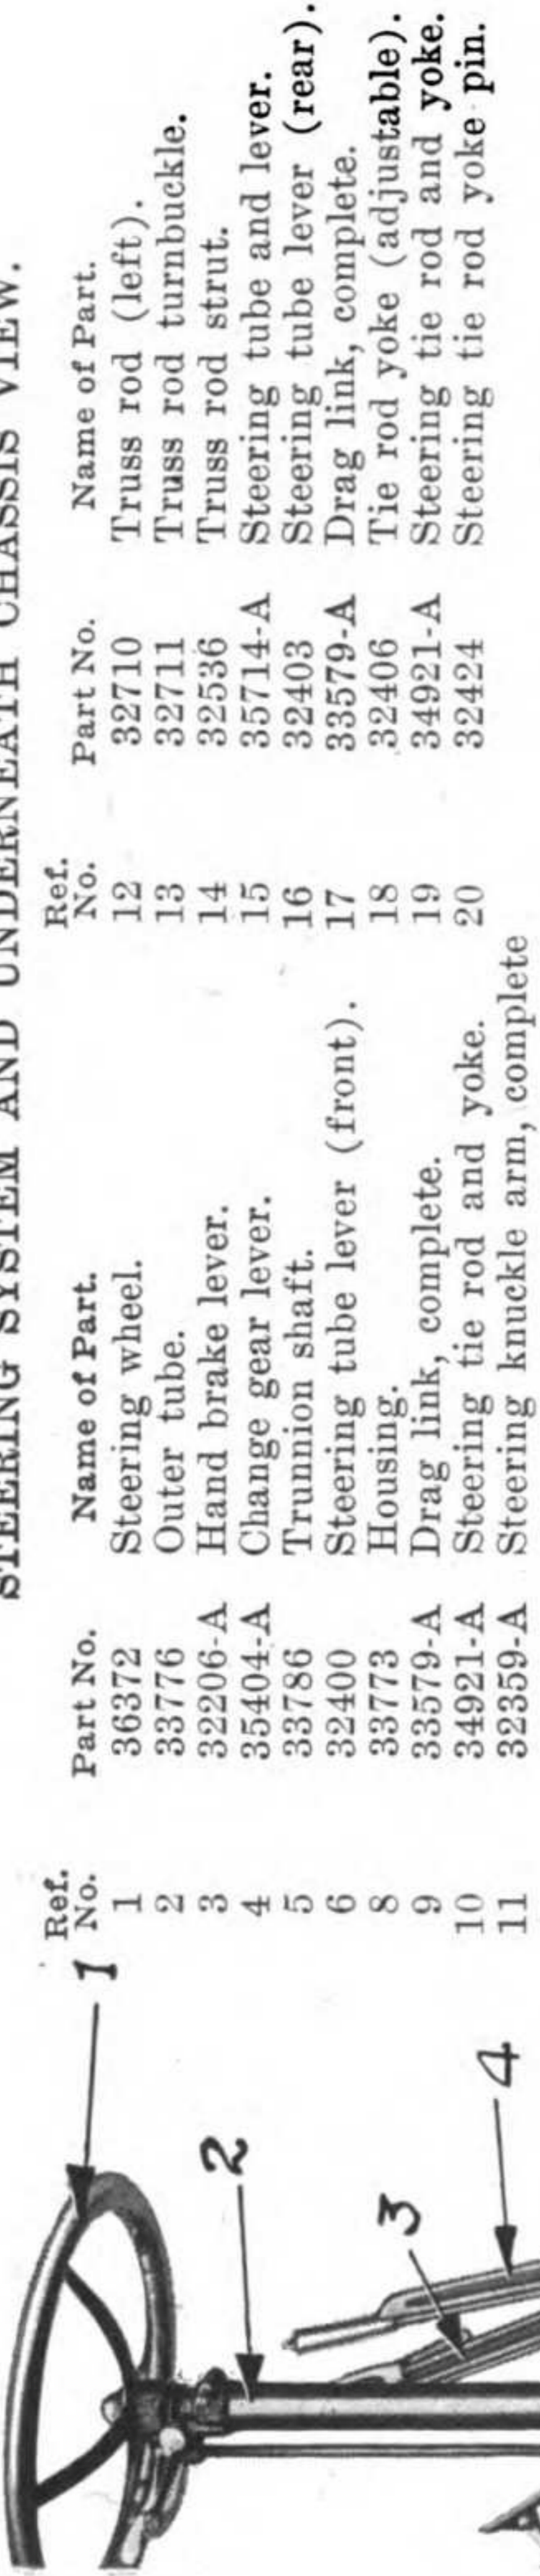 STEERING SYSTEM AND UNDERNEATH CHASSIS VIEW.
Ref. No. Part No. Name of Part.
1 36372 Steering wheel.
2 33776 Outer tube.
3 32206-A Hand brake lever.
4 35404-A Change gear lever.
5 33786 Trunnion shaft.
6 32400 Steering tube lever (front).
8 33773 Housing.
9 33579-A Drag link, complete.
10 34921-A Steering tie rod and yoke.
11 32359-A Steering knuckle arm, complete
Ref. No. Part No. Name of Part.
12 32710 Truss rod (left).
13 32711 Truss rod turnbuckle.
14 32536 Truss rod strut.
15 35714-A Steering tube and lever.
16 32403 Steering tube lever (rear).
17 33579-A Drag link, complete.
18 32406 Tie rod yoke (adjustable).
19 34921-A Steering tie rod and yoke.
20 32424 Steering tie rod yoke pin.
1
2
3
4